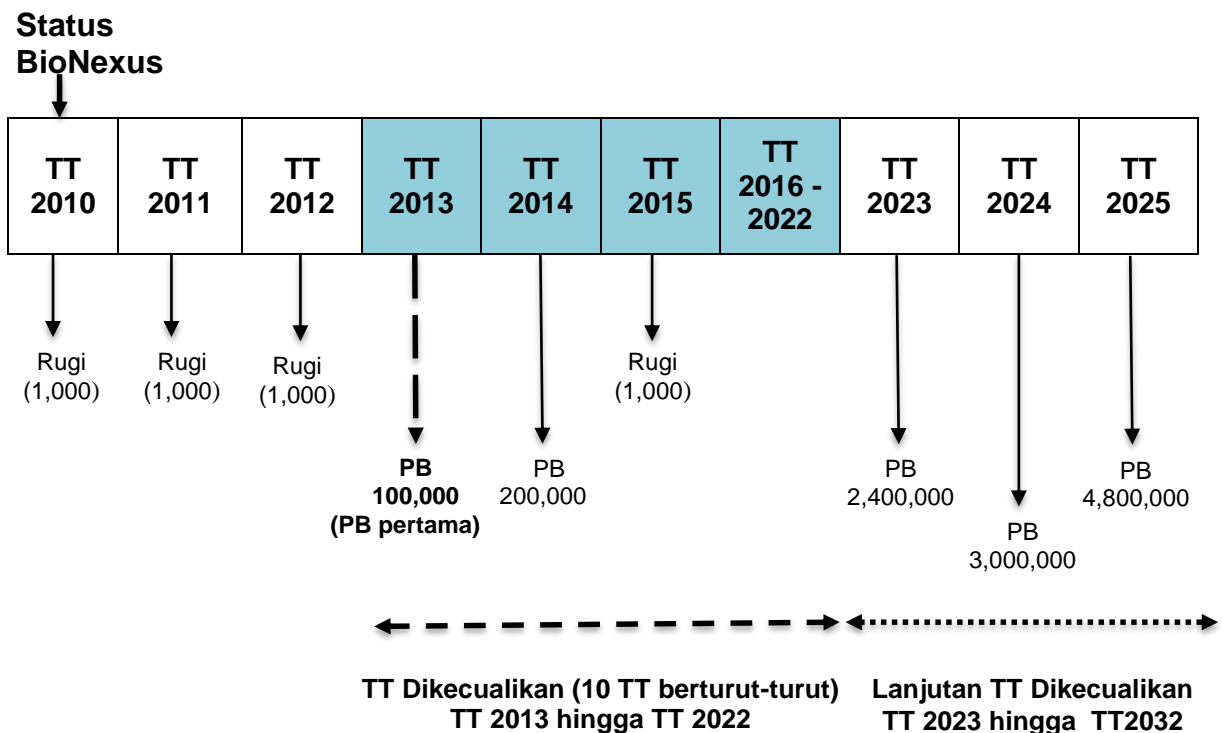 Status
BioNexus
TT
2010
TT
2011
TT
2012
TT
2013
TT
2014
TT
2015
TT
2016 -
2022
TT
2023
TT
2024
TT
2025
Rugi
(1,000)
Rugi
(1,000)
Rugi
(1,000)
PB
100,000
(PB pertama)
PB
200,000
Rugi
(1,000)
PB
2,400,000
PB
3,000,000
PB
4,800,000
TT Dikecualikan (10 TT berturut-turut)
TT 2013 hingga TT 2022
Lanjutan TT Dikecualikan
TT 2023 hingga TT2032